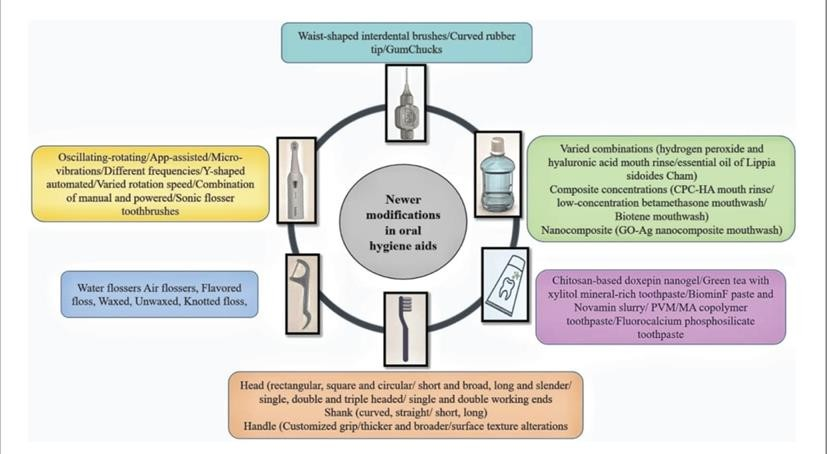 Waist-shaped interdental brushes/Curved rubber
tip/GumChucks
Oscillating-rotating/App-assisted/Micro-
vibrations/Different frequencies/Y-shaped
automated/Varied rotation speed/Combination
of manual and powered/Sonic flosser
toothbrushes
Varied combinations (hydrogen peroxide and
hyaluronic acid mouth rinse/essential oil of Lippia
sidoides Cham)
Composite concentrations (CPC-HA mouth rinse/
low-concentration betamethasone mouthwash/
Biotene mouthwash)
Nanocomposite (GO-Ag nanocomposite mouthwash)
Newer
modifications
in oral
hygiene aids
Water flossers Air flossers, Flavored
floss, Waxed, Unwaxed, Knotted floss,
Chitosan-based doxepin nanogel/Green tea with
xylitol mineral-rich toothpaste/BiominF paste and
Novamin slurry/ PVM/MA copolymer
toothpaste/Fluorocalcium phosphosilicate
toothpaste
Head (rectangular, square and circular/ short and broad, long and slender/
single, double and triple headed/ single and double working ends
Shank (curved, straight/ short, long)
Handle (Customized grip/thicker and broader/surface texture alterations